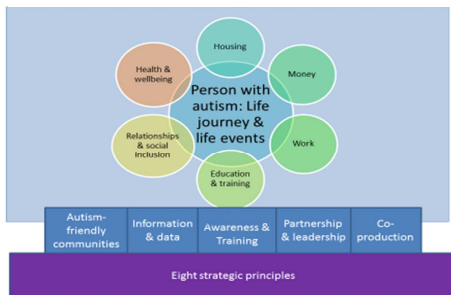 Housing
Health &
wellbeing
Money
Person with
autism: Life
journey &
life events
Relationships
& social
inclusion
Work
Education
& training
Autism-
friendly
communities
Information
& data
Awareness &
Training
Partnership
& leadership
Co-
production
Eight strategic principles